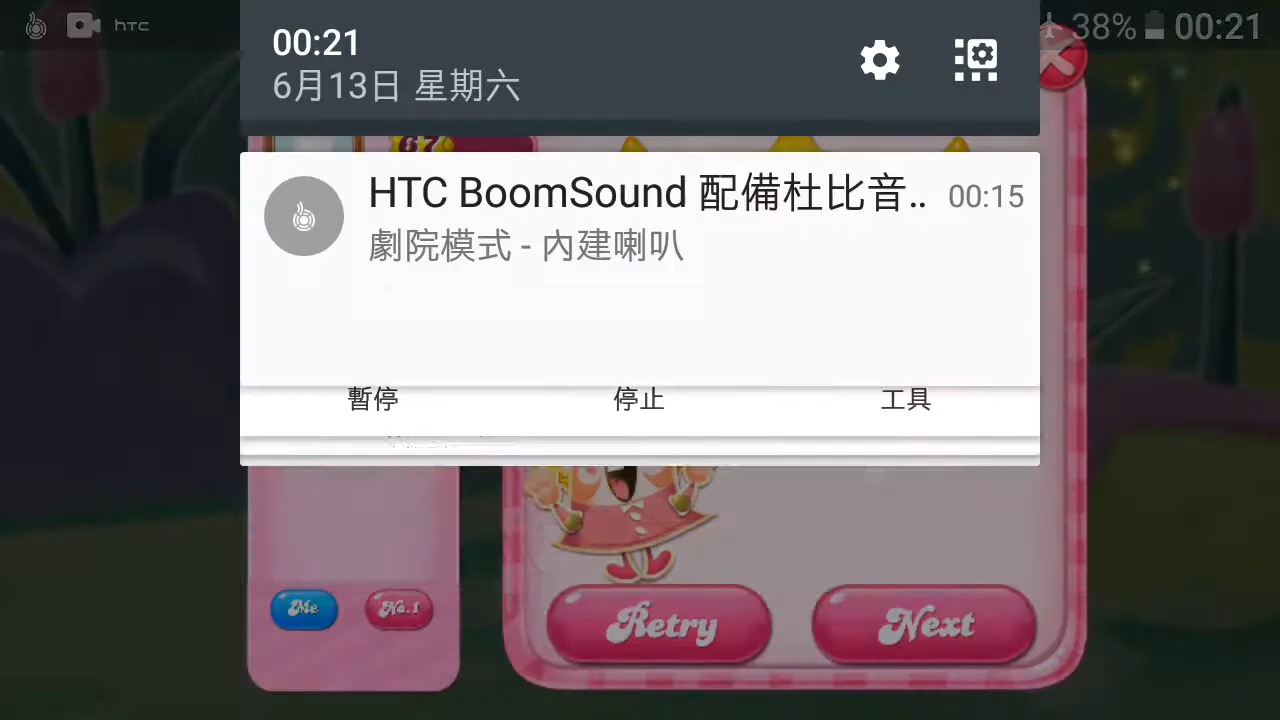 hTC
38%
00:21
00:21
6月13日 星期六
67
HTC BoomSound 配備杜比音..
00:15
劇院模式 - 內建喇叭
暫停
停止
工具
Me
No.1
Retry
Next